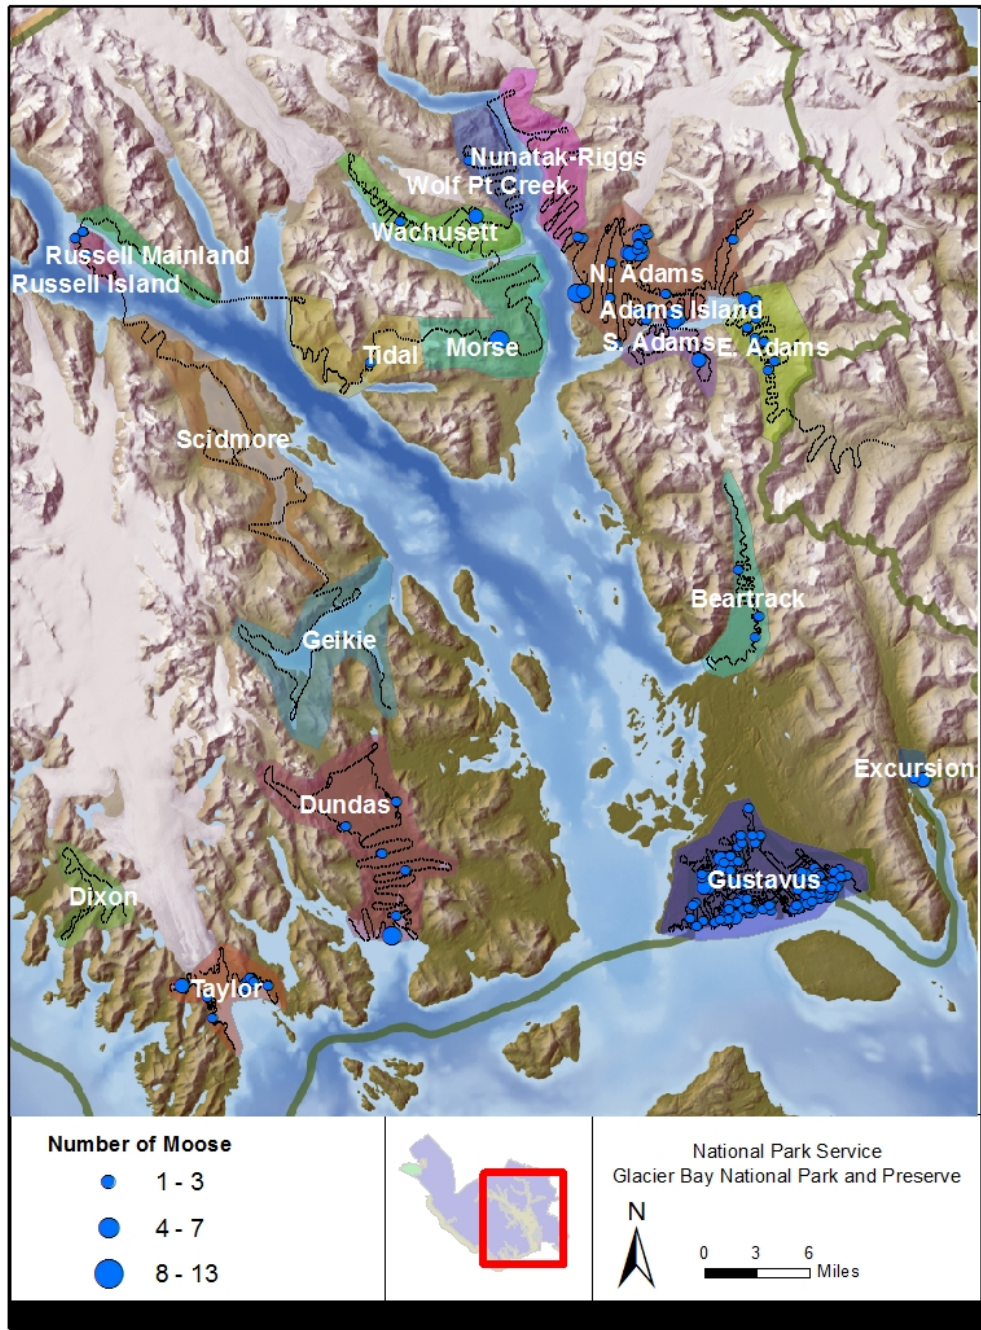 Nunatak-Riggs
Wolf Pt Creek
Wachusett
Russell Mainland
Russell Island
N. Adams
Adams Island
S. Adams
E. Adams
Tidal
Morse
Scidmore
Beartrack
Geikie
Excursion
Dundas
Gustavus
Dixon
Taylor
Number of Moose
1 - 3
4 - 7
8 - 13
National Park Service
Glacier Bay National Park and Preserve
N
0 3 6
Miles